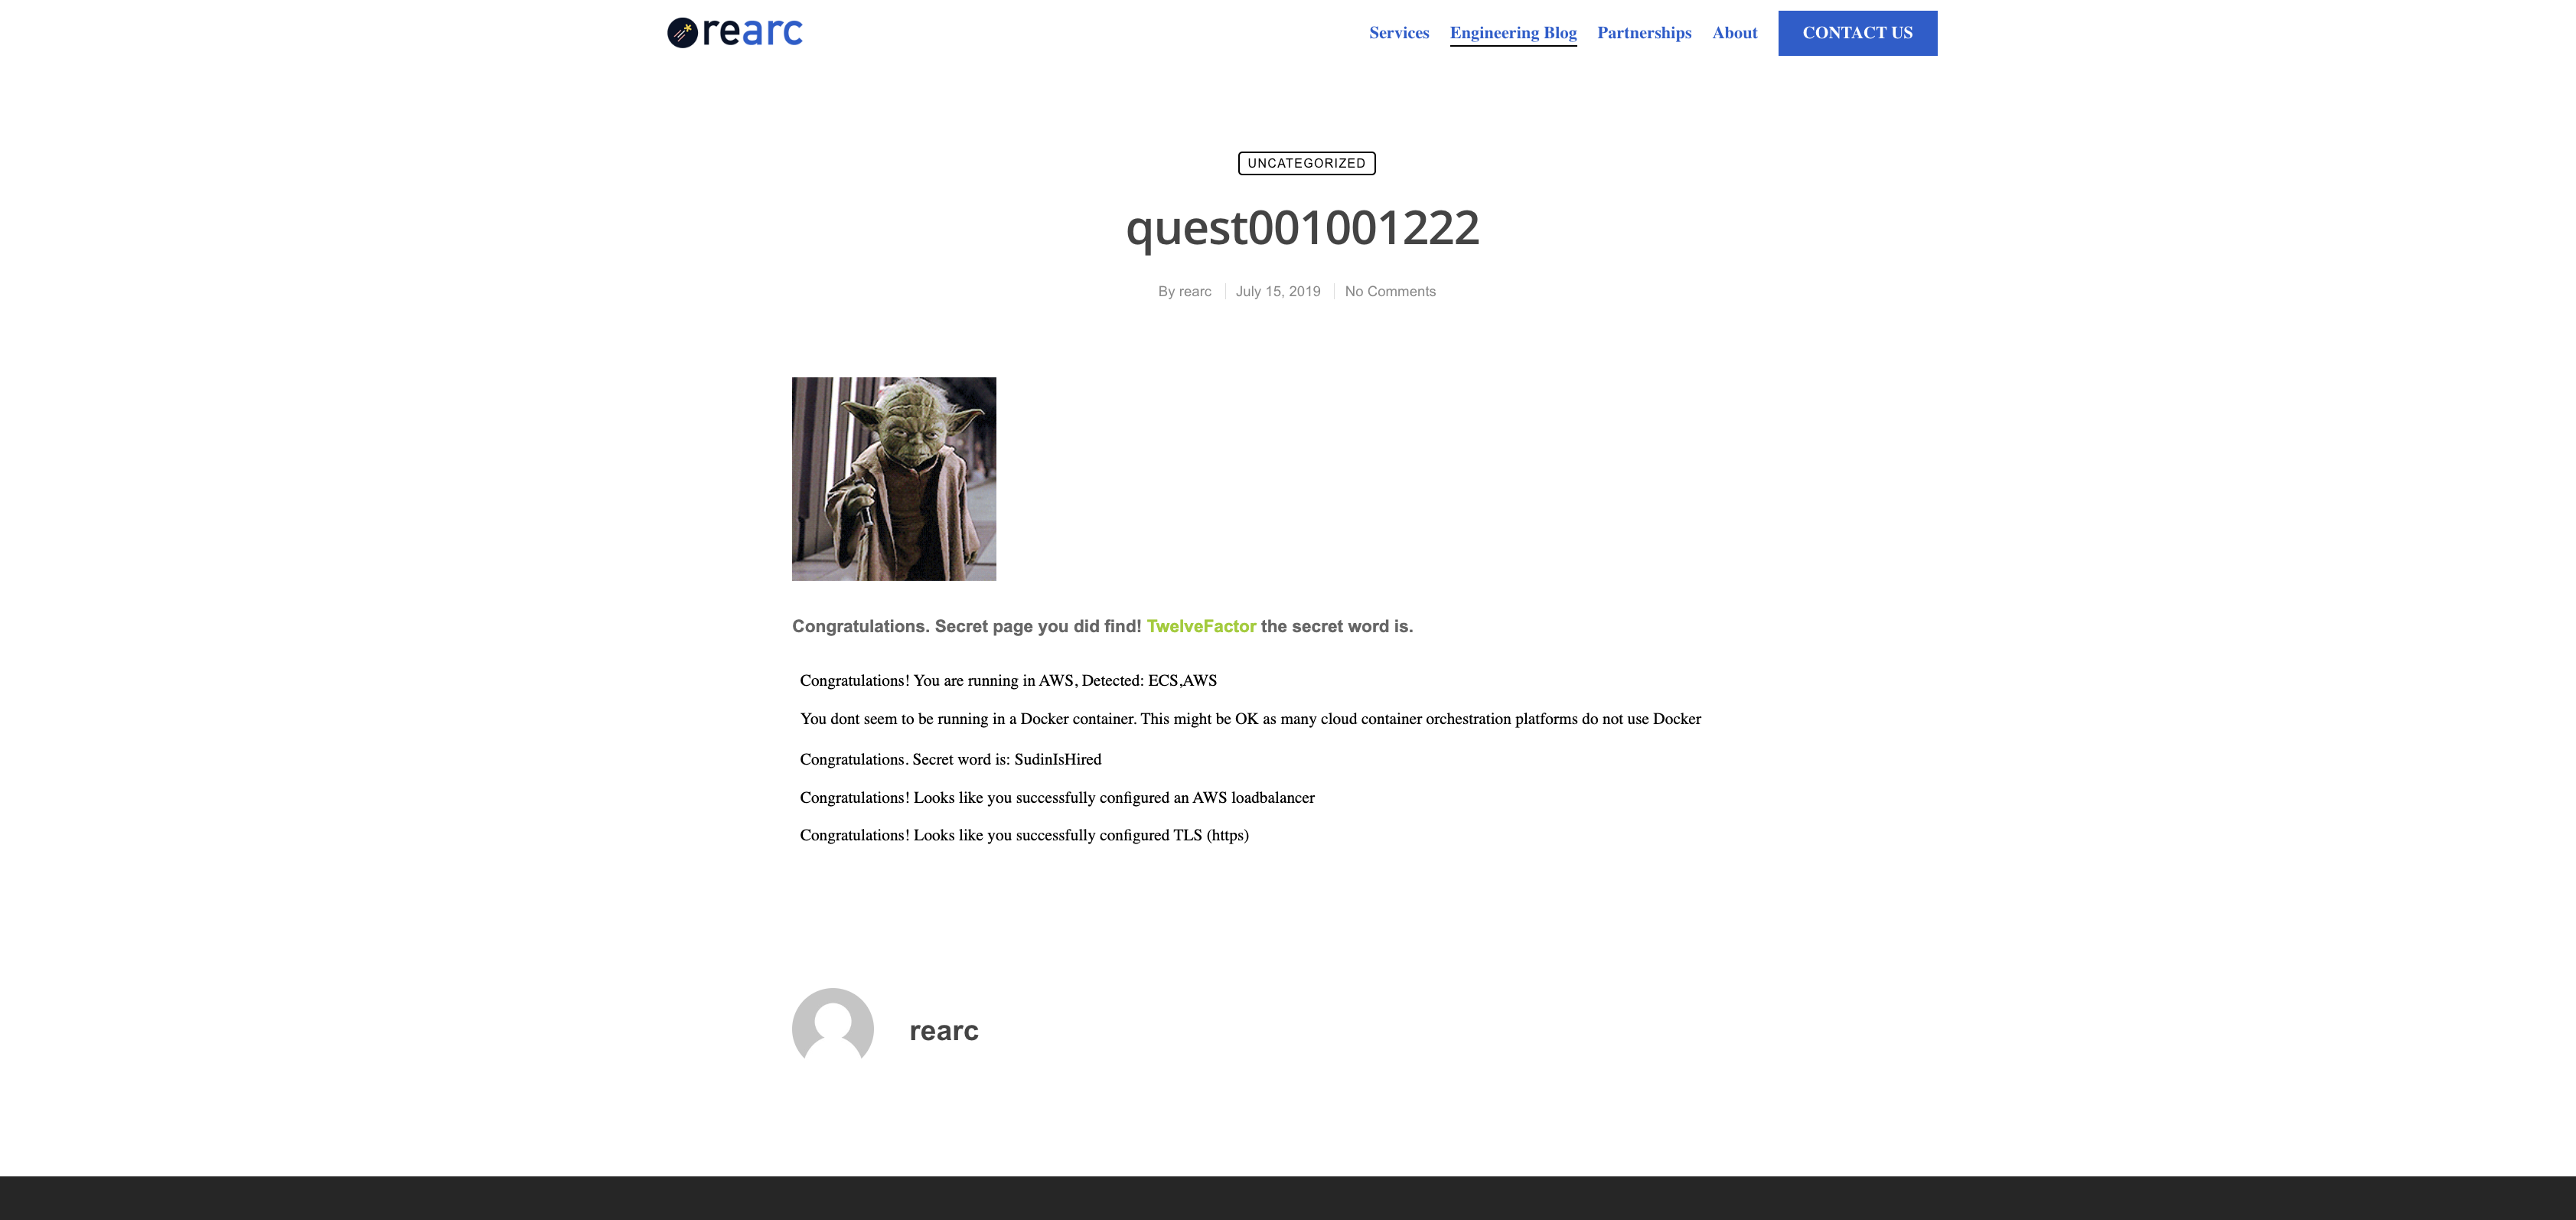 rearc
Services Engineering Blog Partnerships About CONTACT US
UNCATEGORIZED
quest001001222
By rearc July 15, 2019 No Comments
Congratulations. Secret page you did find! TwelveFactor the secret word is.
Congratulations! You are running in AWS, Detected: ECS,AWS
You dont seem to be running in a Docker container. This might be OK as many cloud container orchestration platforms do not use Docker
Congratulations. Secret word is: SudinIsHired
Congratulations! Looks like you successfully configured an AWS loadbalancer
Congratulations! Looks like you successfully configured TLS (https)
rearc